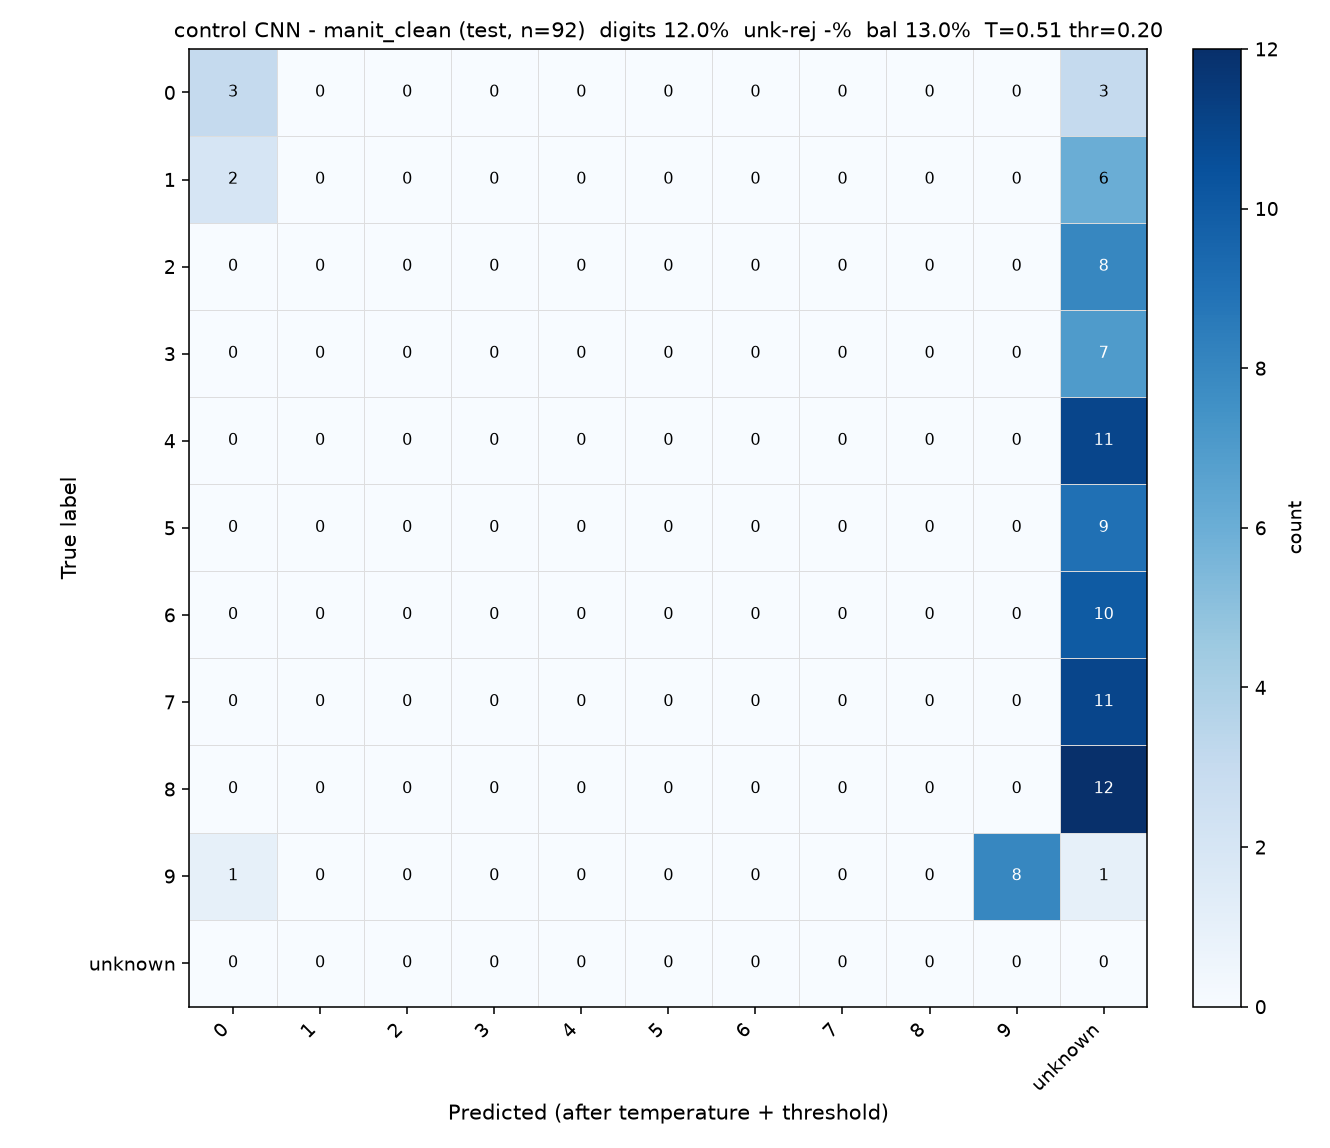 control CNN - manit_clean (test, n=92)  digits 12.0%  unk-rej -%  bal 13.0%  T=0.51 thr=0.20
0 3 0 0 0 0 0 0 0 0 0 3
1 2 0 0 0 0 0 0 0 0 0 6
2 0 0 0 0 0 0 0 0 0 0 8
3 0 0 0 0 0 0 0 0 0 0 7
4 0 0 0 0 0 0 0 0 0 0 11
5 0 0 0 0 0 0 0 0 0 0 9
6 0 0 0 0 0 0 0 0 0 0 10
7 0 0 0 0 0 0 0 0 0 0 11
8 0 0 0 0 0 0 0 0 0 0 12
9 1 0 0 0 0 0 0 0 0 8 1
unknown 0 0 0 0 0 0 0 0 0 0 0
0 1 2 3 4 5 6 7 8 9 unknown
Predicted (after temperature + threshold)
True label
12
10
8
6
4
2
0
count